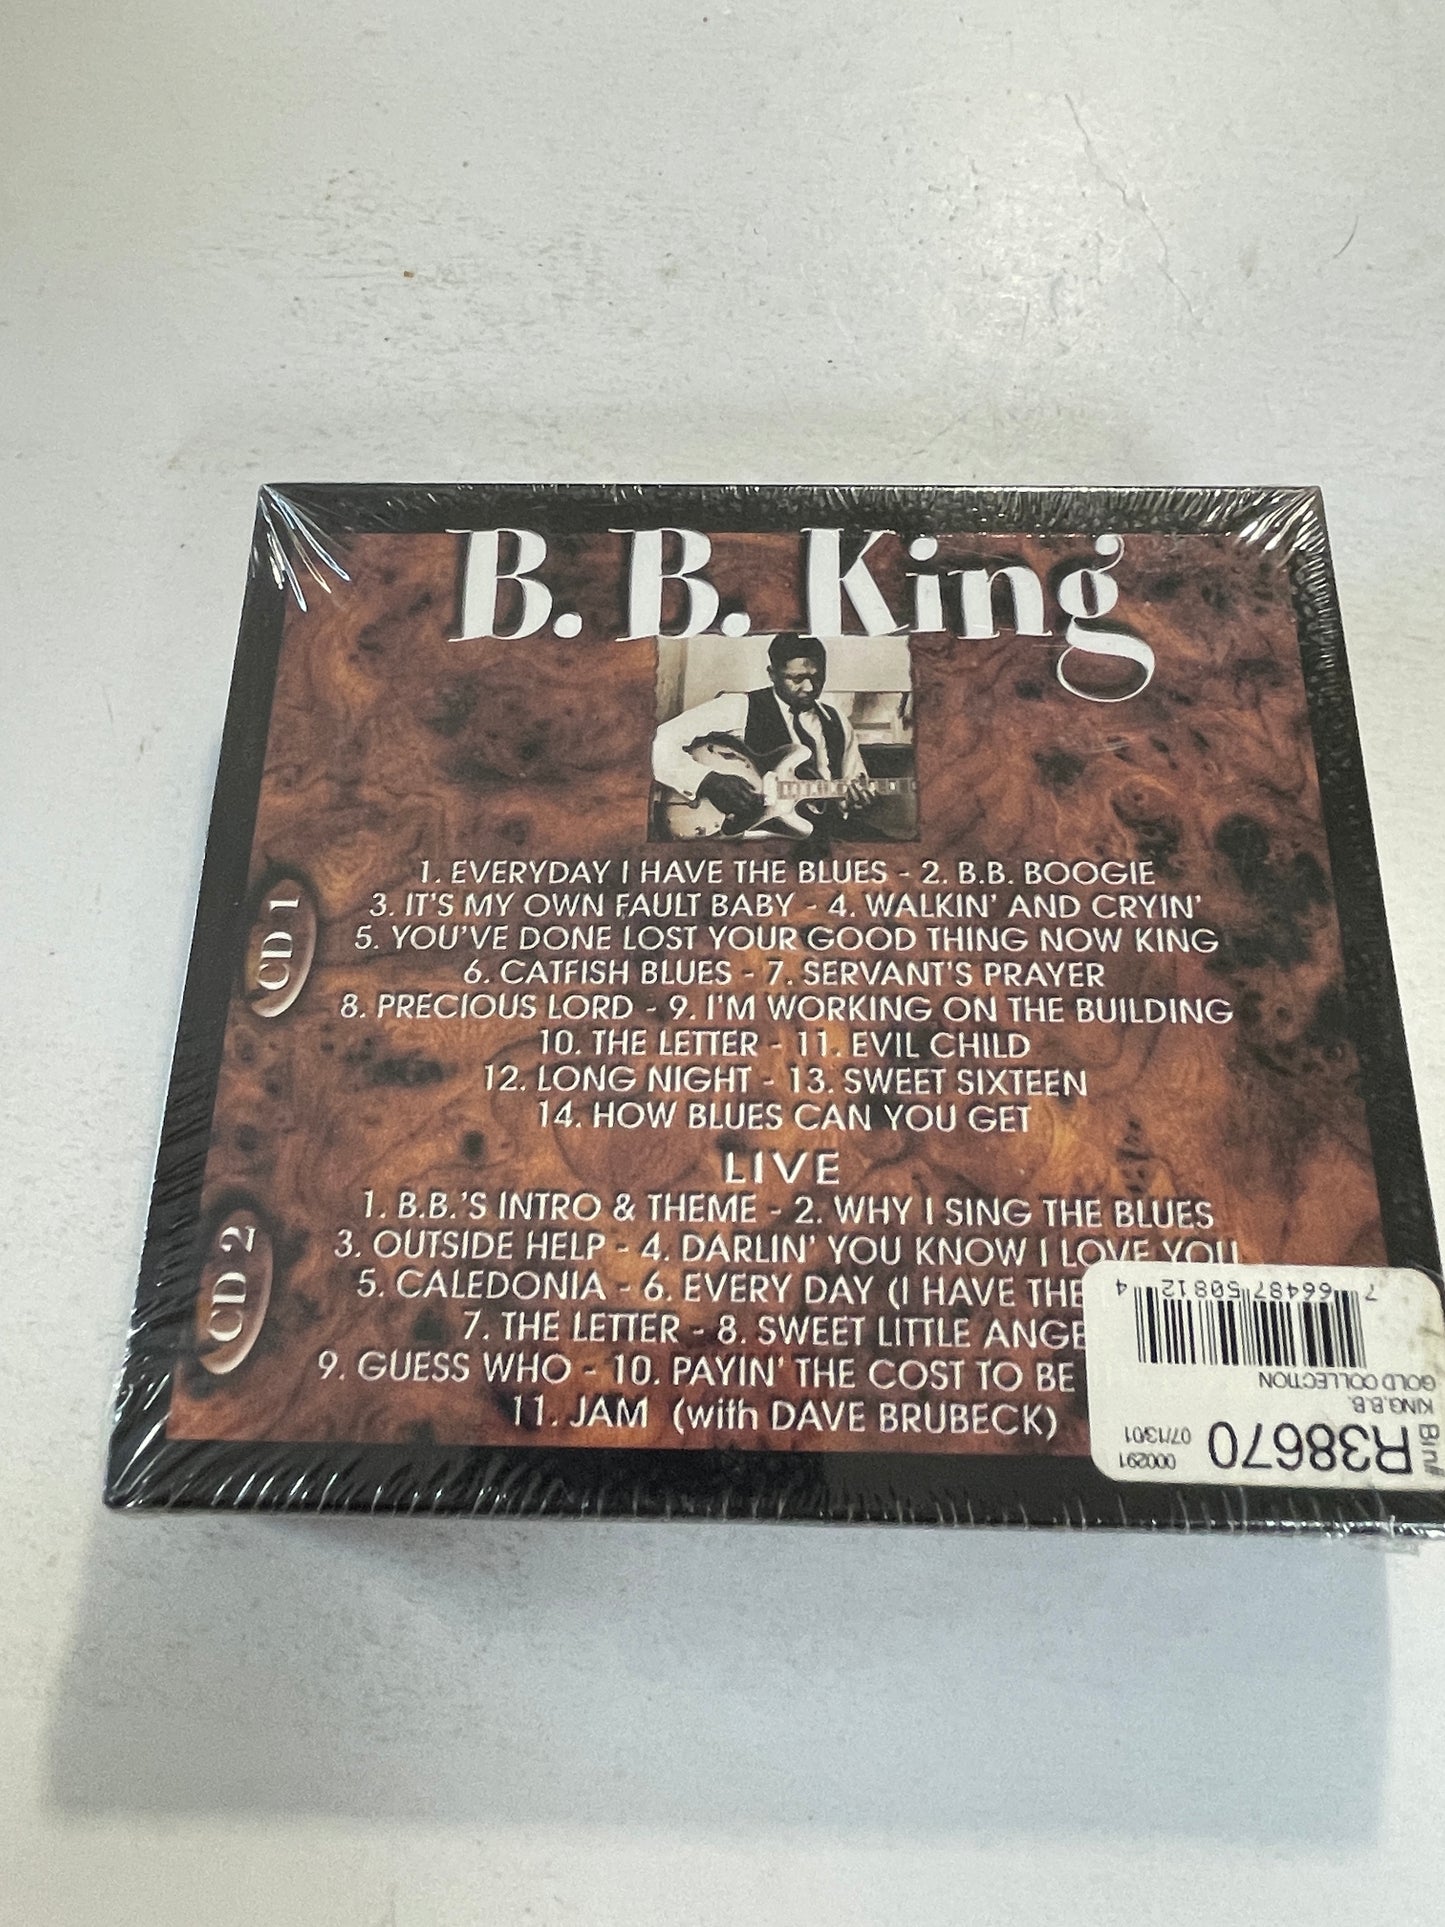 B. B. King
CD 1
1. EVERYDAY I HAVE THE BLUES - 2. B.B. BOOGIE
3. IT'S MY OWN FAULT BABY - 4. WALKIN' AND CRYIN'
5. YOU'VE DONE LOST YOUR GOOD THING NOW KING
6. CATFISH BLUES - 7. SERVANT'S PRAYER
8. PRECIOUS LORD - 9. I'M WORKING ON THE BUILDING
10. THE LETTER - 11. EVIL CHILD
12. LONG NIGHT - 13. SWEET SIXTEEN
14. HOW BLUES CAN YOU GET
CD 2
LIVE
1. B.B.'S INTRO & THEME - 2. WHY I SING THE BLUES
3. OUTSIDE HELP - 4. DARLIN' YOU KNOW I LOVE YOU
5. CALEDONIA - 6. EVERY DAY (I HAVE THE
7. THE LETTER - 8. SWEET LITTLE ANGE
9. GUESS WHO - 10. PAYIN' THE COST TO BE
11. JAM (with DAVE BRUBECK)
Bin# R38670 000291
07/13/01
KING.B.B.
GOLD COLLECTION
7 66487 50812 4